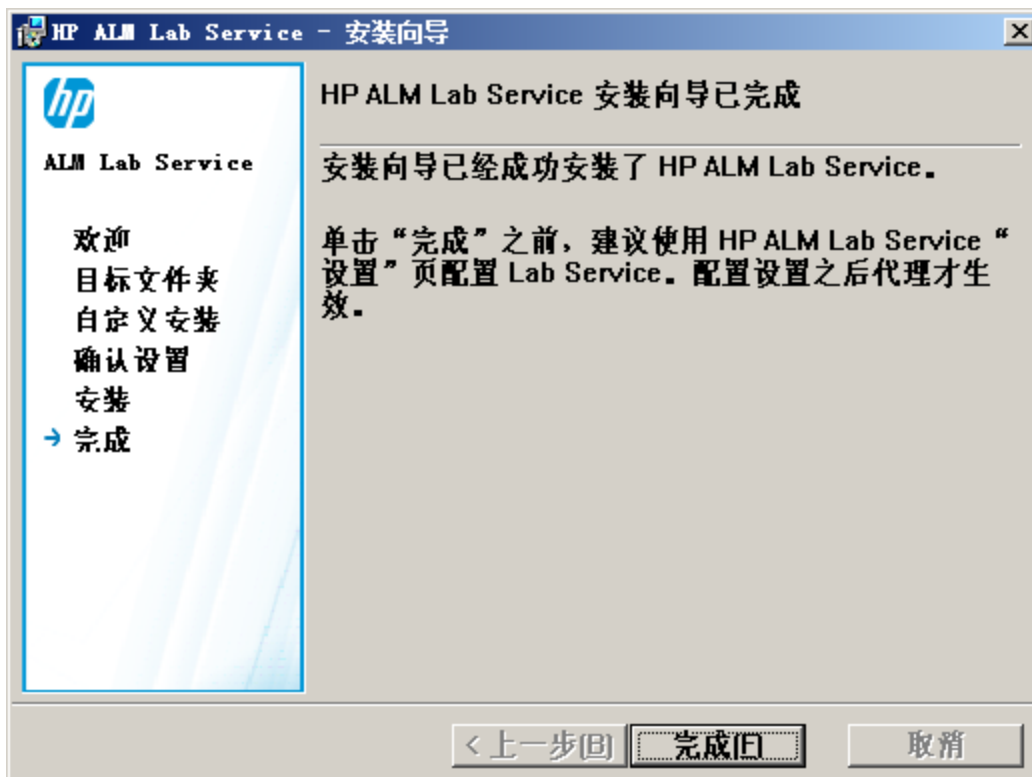 HP ALM Lab Service - 安装向导
hp
ALM Lab Service
欢迎
目标文件夹
自定义安装
确认设置
安装
完成
HP ALM Lab Service 安装向导已完成
安装向导已经成功安装了 HP ALM Lab Service。
单击“完成”之前，建议使用 HP ALM Lab Service“
设置”页配置 Lab Service。配置设置之后代理才生
效。
< 上一步(B)
完成(F)
取消